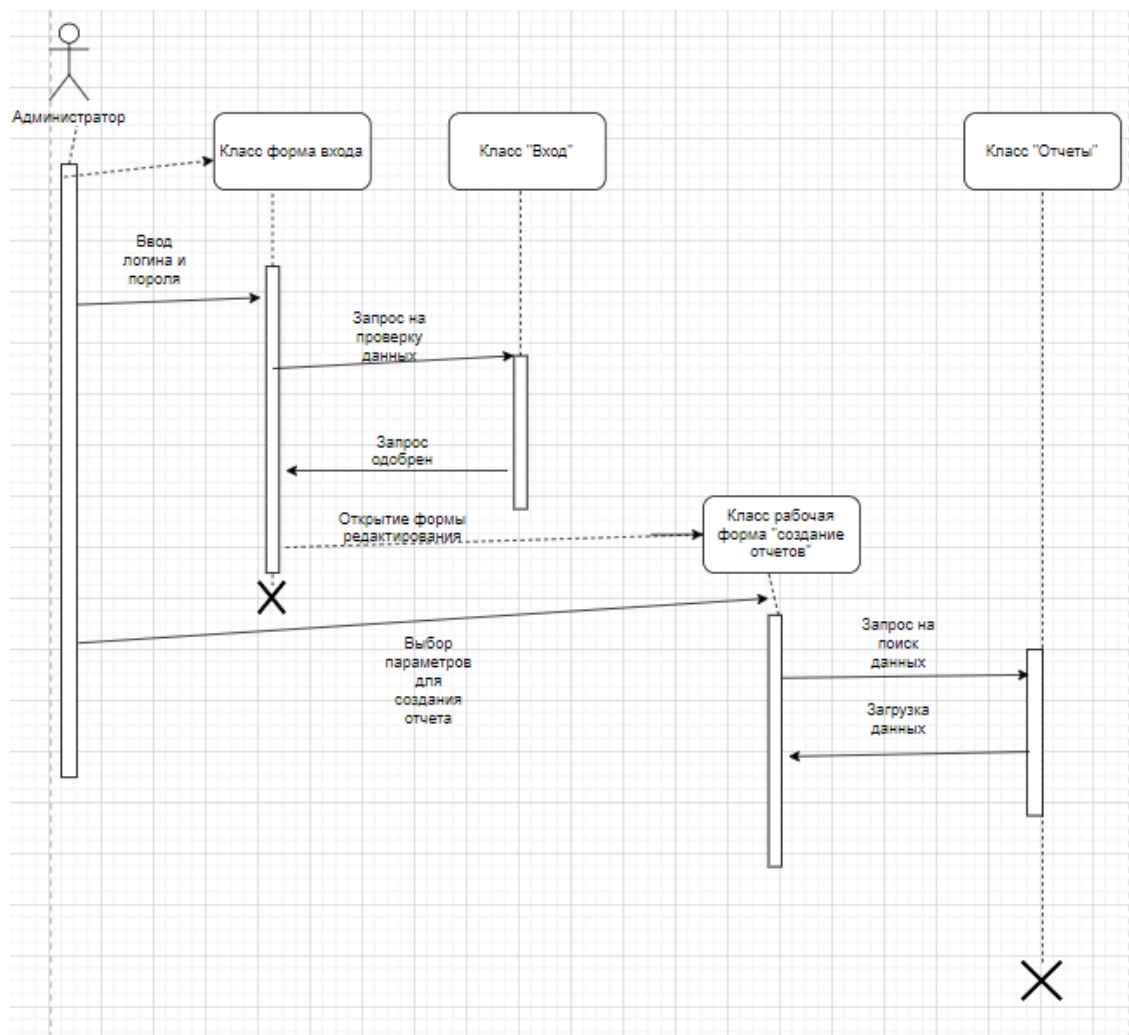 Администратор
Класс форма входа
Класс "Вход"
Класс "Отчеты"
Ввод
логина и
пороля
Запрос на
проверку
данных
Запрос
одобрен
Открытие формы
редактирования
Класс рабочая
форма "создание
отчетов"
Выбор
параметров
для
создания
отчета
Запрос на
поиск
данных
Загрузка
данных